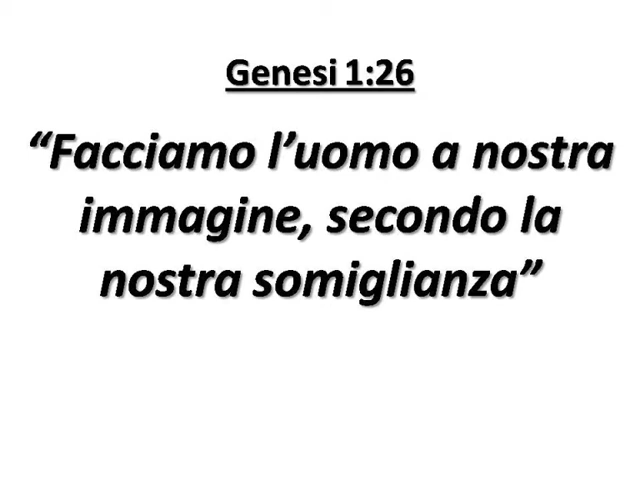 Genesi 1:26
“Facciamo l’uomo a nostra
immagine, secondo la
nostra somiglianza”